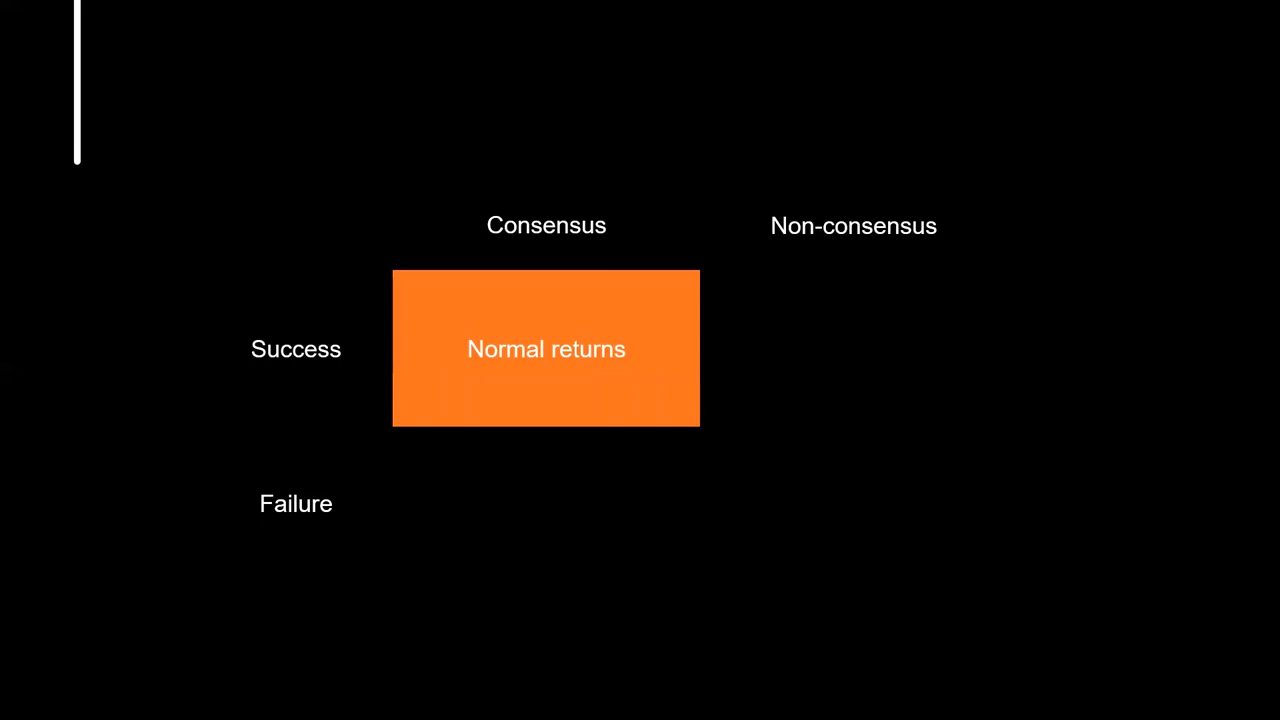 Consensus
Non-consensus
Success
Normal returns
Failure